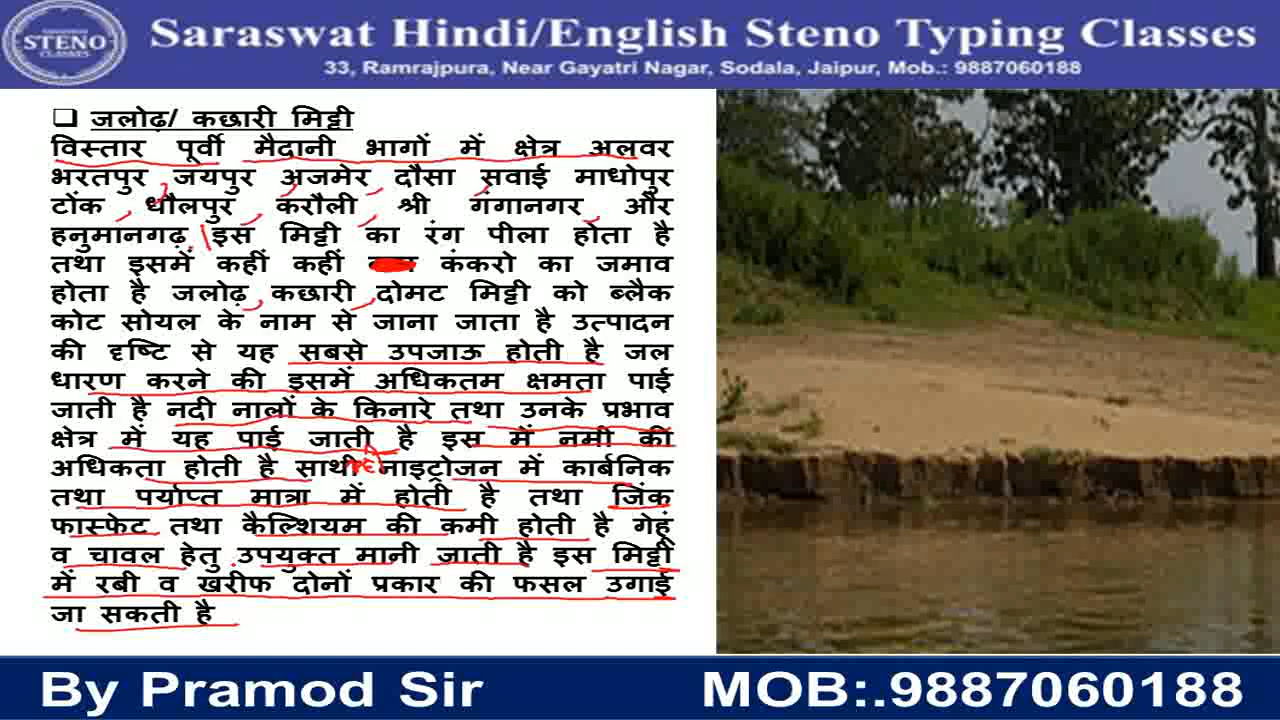 STENO
CLASSES
Saraswat Hindi/English Steno Typing Classes
33, Ramrajpura, Near Gayatri Nagar, Sodala, Jaipur, Mob.: 9887060188
❑ जलोढ़/ कछारी मिट्टी
विस्तार पूर्वी मैदानी भागों में क्षेत्र अलवर
भरतपुर जयपुर अजमेर दौसा सवाई माधोपुर
टोंक धौलपुर करौली श्री गंगानगर और
हनुमानगढ़ इस मिट्टी का रंग पीला होता है
तथा इसमें कहीं कहीं कंकरो का जमाव
होता है जलोढ़ कछारी दोमट मिट्टी को ब्लैक
कोट सोयल के नाम से जाना जाता है उत्पादन
की दृष्टि से यह सबसे उपजाऊ होती है जल
धारण करने की इसमें अधिकतम क्षमता पाई
जाती है नदी नालों के किनारे तथा उनके प्रभाव
क्षेत्र में यह पाई जाती है इस में नमी की
अधिकता होती है साथी नाइट्रोजन में कार्बनिक
तथा पर्याप्त मात्रा में होती है तथा जिंक
फास्फेट तथा कैल्शियम की कमी होती है गेहूं
व चावल हेतु उपयुक्त मानी जाती है इस मिट्टी
में रबी व खरीफ दोनों प्रकार की फसल उगाई
जा सकती है
By Pramod Sir
MOB:.9887060188